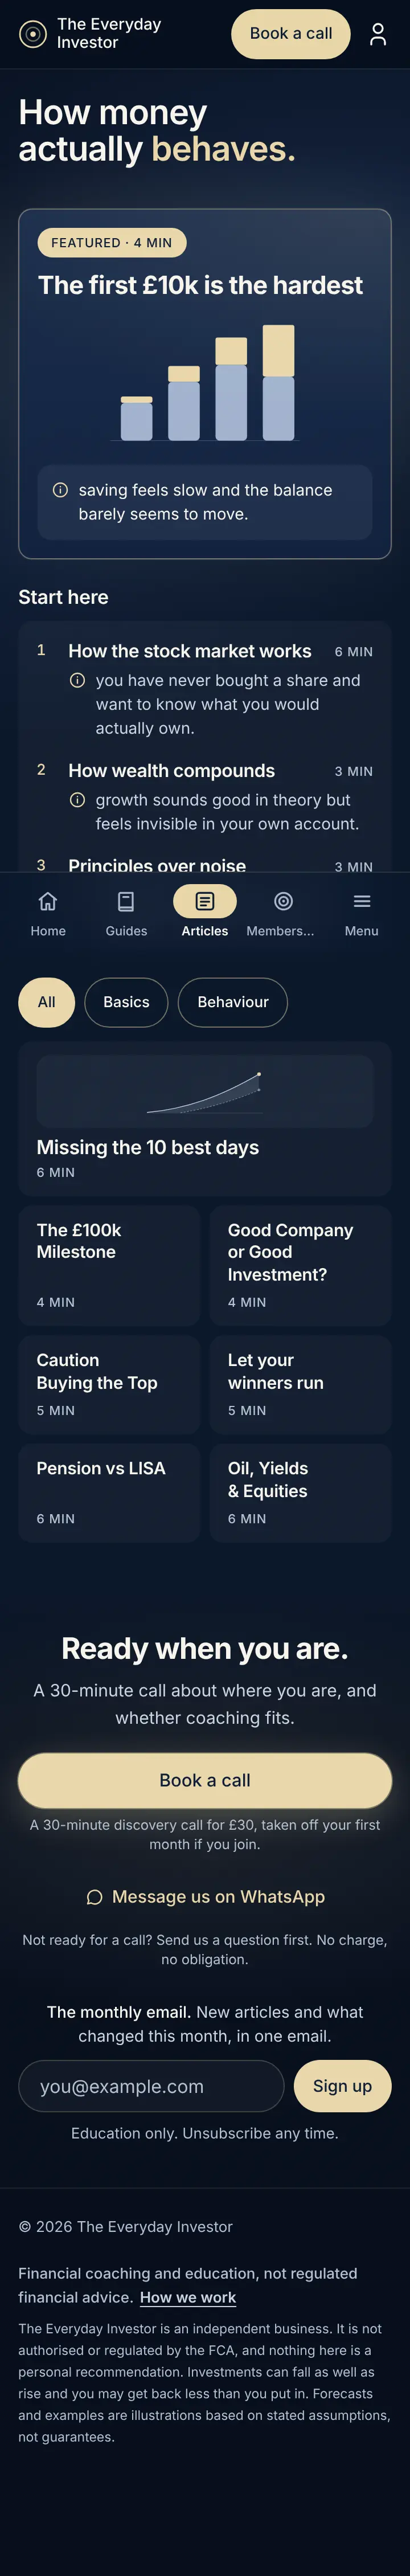 The Everyday
Investor
Book a call
How money
actually behaves.
FEATURED · 4 MIN
The first £10k is the hardest
saving feels slow and the balance
barely seems to move.
Start here
1 How the stock market works 6 MIN
you have never bought a share and
want to know what you would
actually own.
2 How wealth compounds 3 MIN
growth sounds good in theory but
feels invisible in your own account.
3 Principles over noise 3 MIN
Home Guides Articles Members... Menu
All Basics Behaviour
Missing the 10 best days
6 MIN
The £100k
Milestone
4 MIN
Good Company
or Good
Investment?
4 MIN
Caution
Buying the Top
5 MIN
Let your
winners run
5 MIN
Pension vs LISA
6 MIN
Oil, Yields
& Equities
6 MIN
Ready when you are.
A 30-minute call about where you are, and
whether coaching fits.
Book a call
A 30-minute discovery call for £30, taken off your first
month if you join.
Message us on WhatsApp
Not ready for a call? Send us a question first. No charge,
no obligation.
The monthly email. New articles and what
changed this month, in one email.
you@example.com
Sign up
Education only. Unsubscribe any time.
© 2026 The Everyday Investor
Financial coaching and education, not regulated
financial advice. How we work
The Everyday Investor is an independent business. It is not
authorised or regulated by the FCA, and nothing here is a
personal recommendation. Investments can fall as well as
rise and you may get back less than you put in. Forecasts
and examples are illustrations based on stated assumptions,
not guarantees.